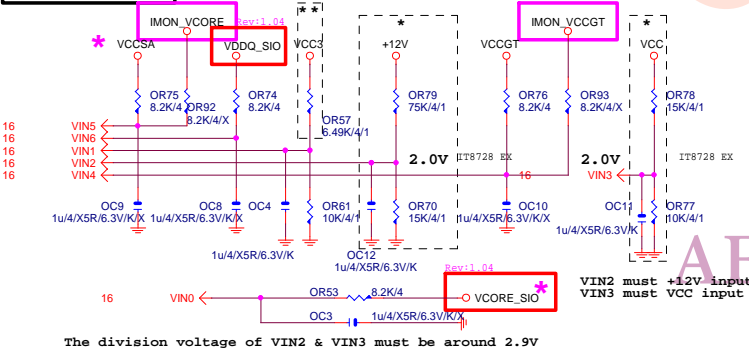 IMON_VCORE
Rev:1.04
* *
IMON_VCCGT
*
*
*
VCCSA
VDDQ_SIO
VCC3
+12V
VCCGT
VCC
OR75
8.2K/4
OR92
8.2K/4/X
OR74
8.2K/4
OR57
6.49K/4/1
OR79
75K/4/1
OR76
8.2K/4
OR93
8.2K/4/X
OR78
15K/4/1
16 VIN5
16 VIN6
16 VIN1
16 VIN2
16 VIN4
2.0V IT8728 EX
16
2.0V IT8728 EX
VIN3
OC9
1u/4/X5R/6.3V/K/X
OC8
1u/4/X5R/6.3V/K/X
OC4
1u/4/X5R/6.3V/K
OR61
10K/4/1
OC12
1u/4/X5R/6.3V/K
OR70
15K/4/1
OC10
1u/4/X5R/6.3V/K/X
OC11
1u/4/X5R/6.3V/K
OR77
10K/4/1
Rev:1.04
16 VIN0
OR53 8.2K/4
VCORE_SIO
*
OC3 1u/4/X5R/6.3V/K/X
VIN2 must +12V input
VIN3 must VCC input
The division voltage of VIN2 & VIN3 must be around 2.9V